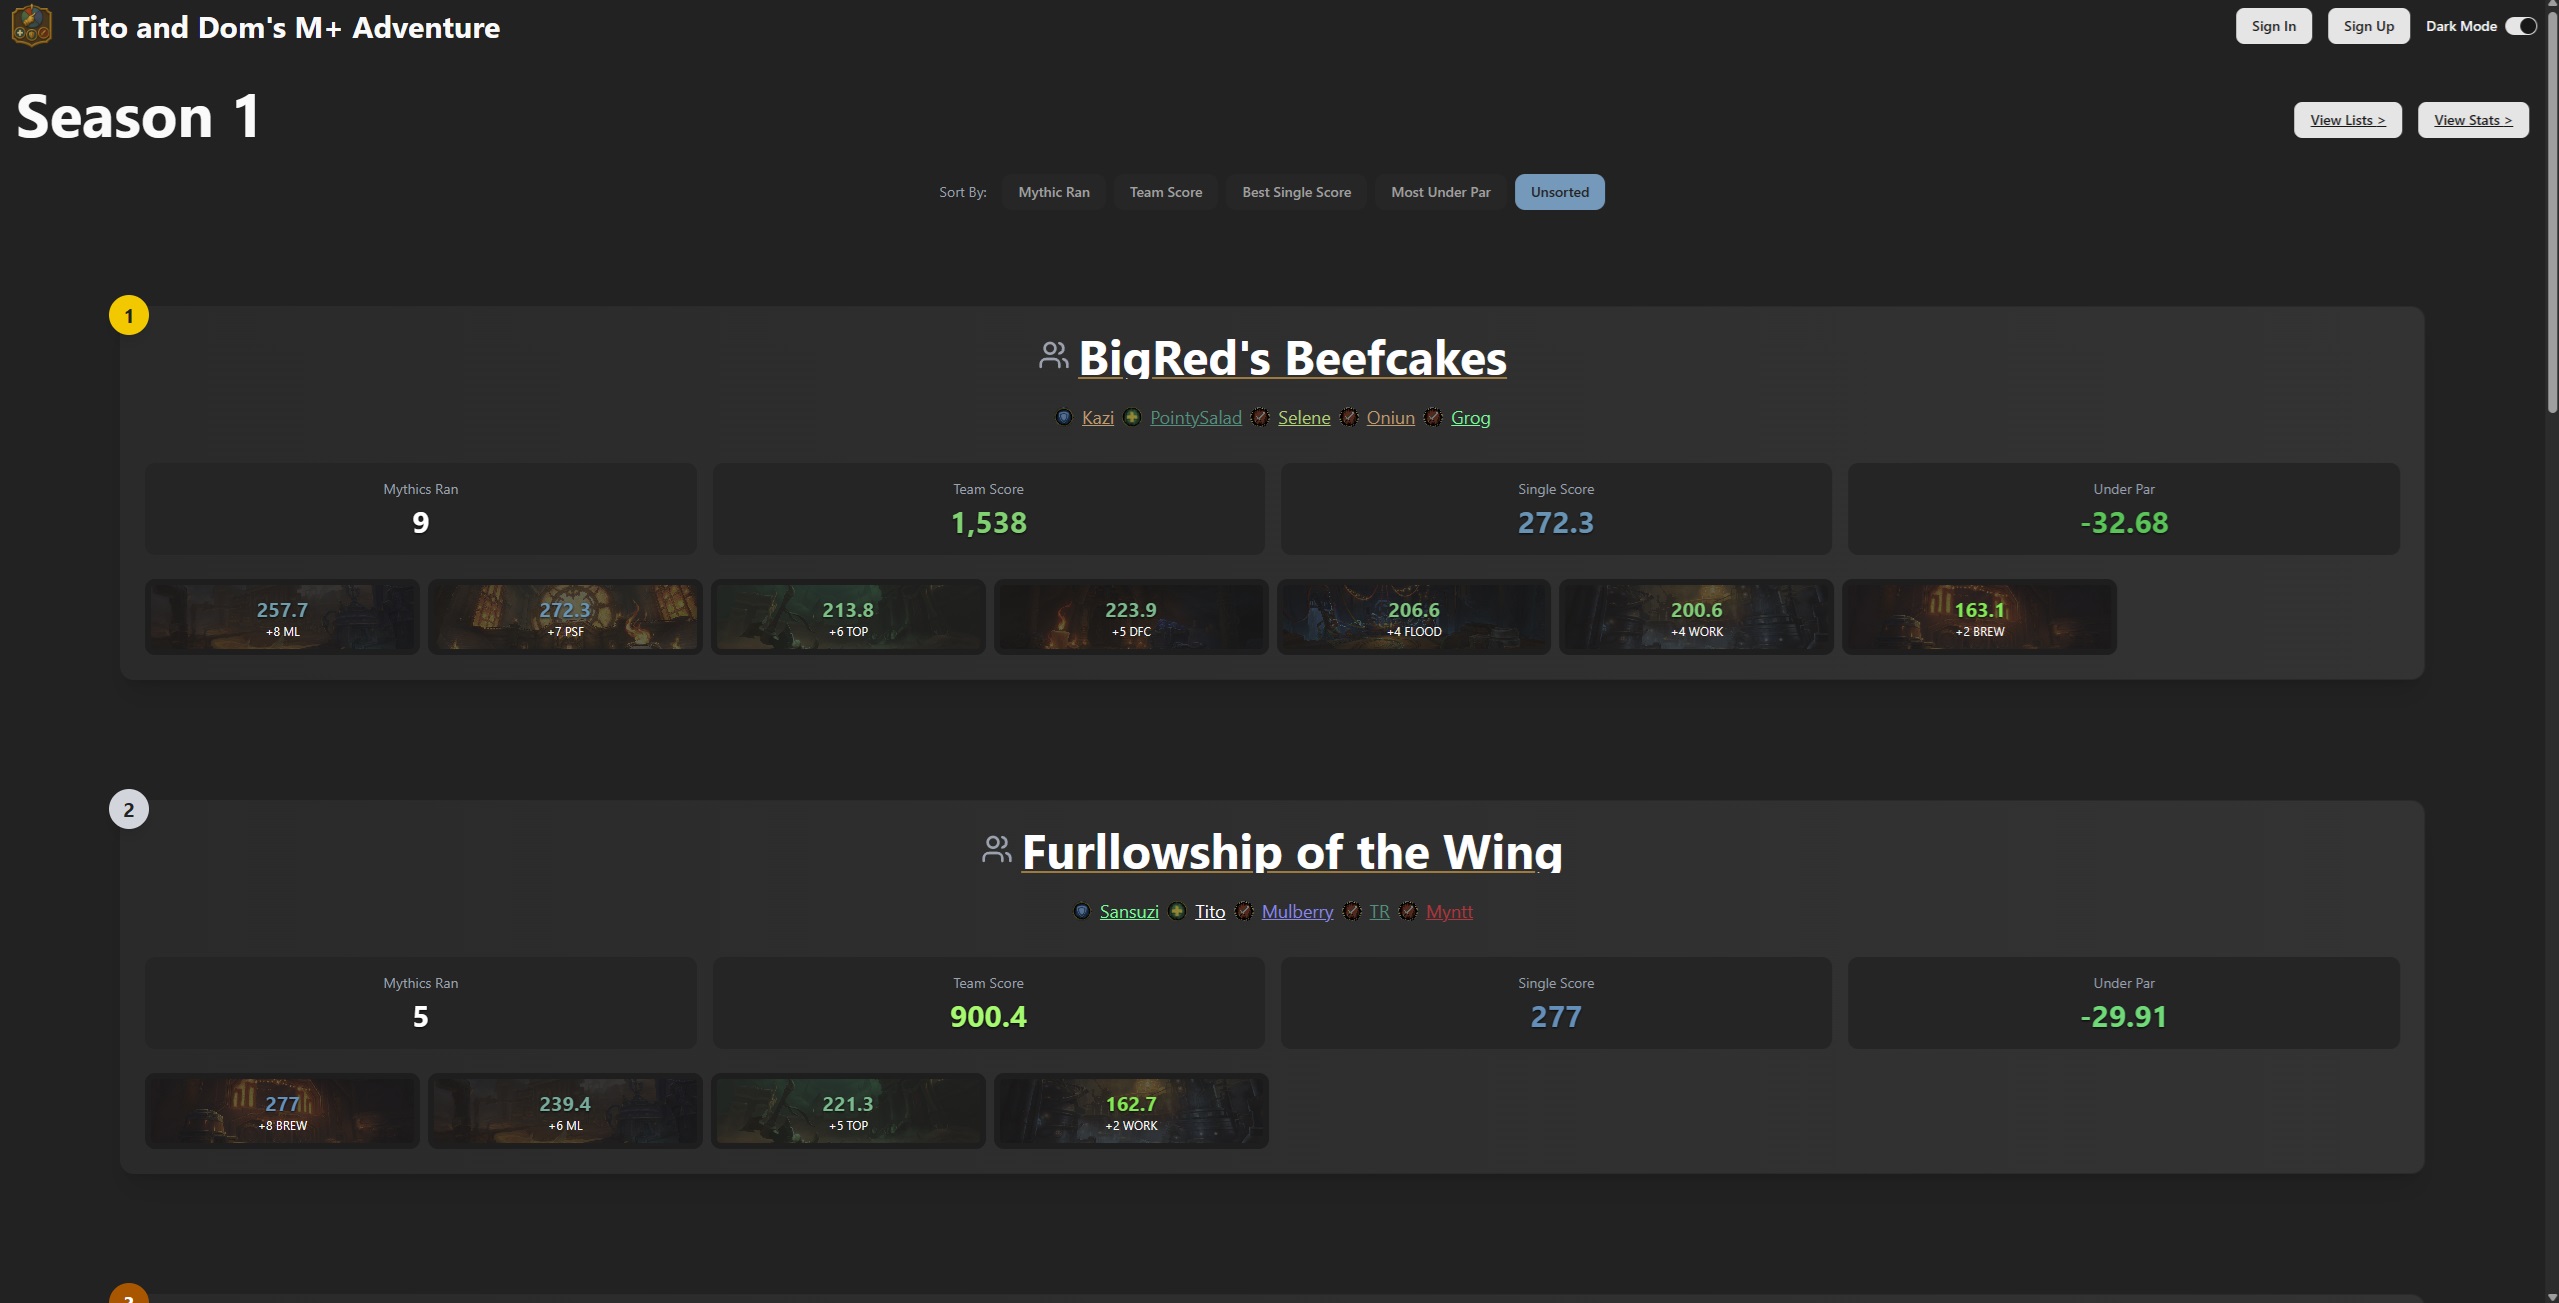 Tito and Dom's M+ Adventure
Sign In
Sign Up
Dark Mode
Season 1
View Lists >
View Stats >
Sort By:
Mythic Ran
Team Score
Best Single Score
Most Under Par
Unsorted
1
BigRed's Beefcakes
Kazi PointySalad Selene Oniun Grog
Mythics Ran
9
Team Score
1,538
Single Score
272.3
Under Par
-32.68
257.7
+8 ML
272.3
+7 PSF
213.8
+6 TOP
223.9
+5 DFC
206.6
+4 FLOOD
200.6
+4 WORK
163.1
+2 BREW
2
Furllowship of the Wing
Sansuzi Tito Mulberry TR Myntt
Mythics Ran
5
Team Score
900.4
Single Score
277
Under Par
-29.91
277
+8 BREW
239.4
+6 ML
221.3
+5 TOP
162.7
+2 WORK
3